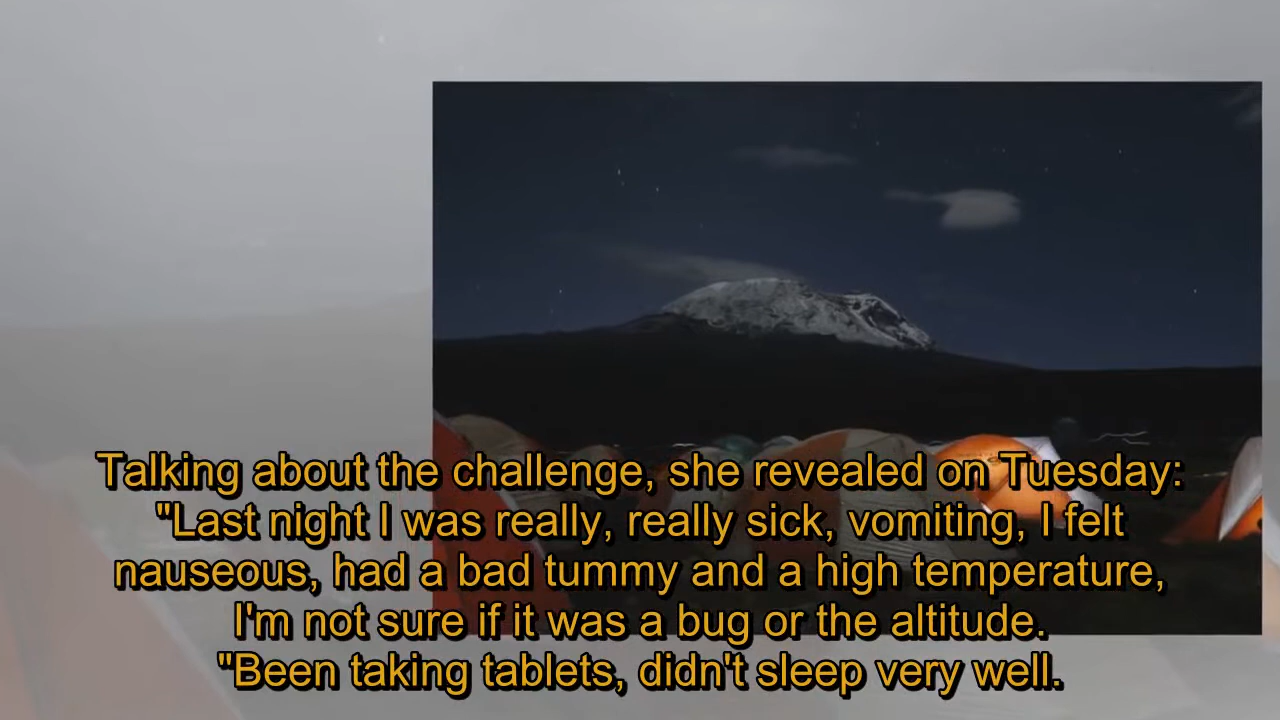 Talking about the challenge, she revealed on Tuesday:
"Last night I was really, really sick, vomiting, I felt
nauseous, had a bad tummy and a high temperature,
I'm not sure if it was a bug or the altitude.
"Been taking tablets, didn't sleep very well.